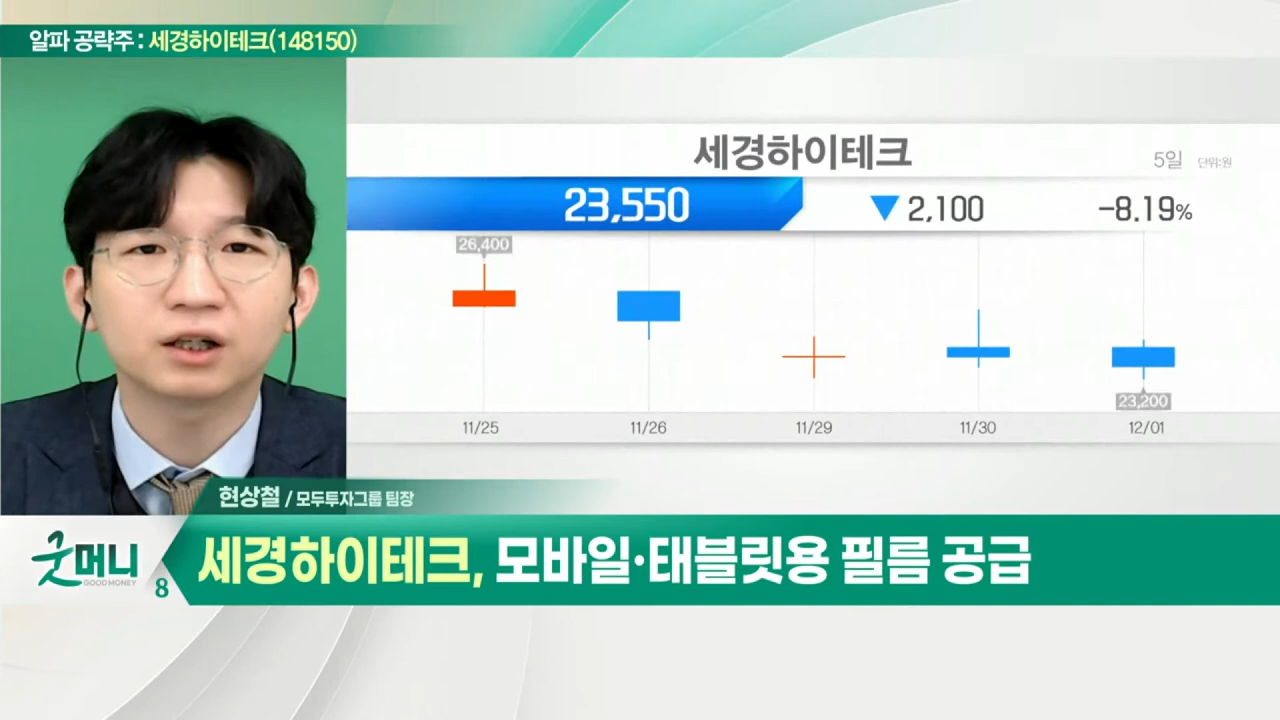 알파 공략주 : 세경하이테크(148150)
세경하이테크
5일 단위:원
23,550 ▼ 2,100 -8.19%
26,400
23,200
11/25 11/26 11/29 11/30 12/01
현상철 / 모두투자그룹 팀장
굿머니
GOOD MONEY
8
세경하이테크, 모바일·태블릿용 필름 공급